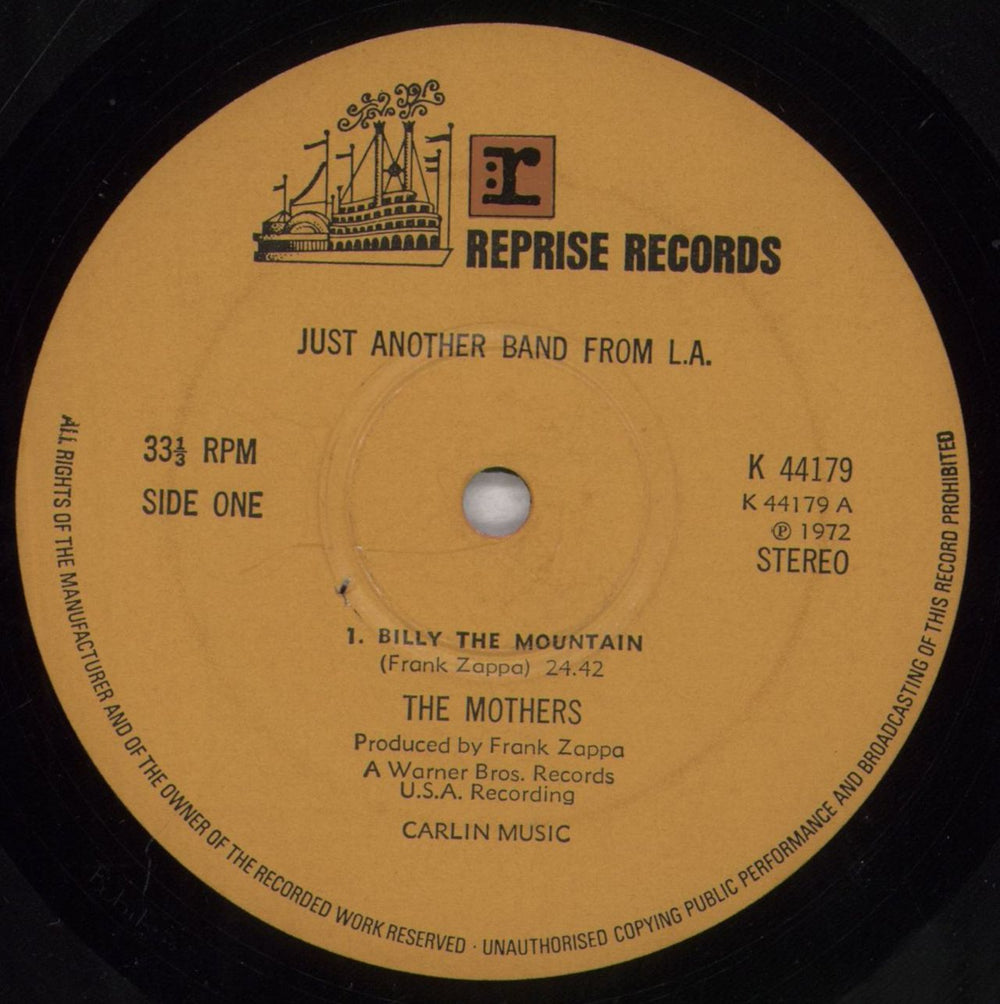 r
REPRISE RECORDS
JUST ANOTHER BAND FROM L.A.
33⅓ RPM
SIDE ONE
K 44179
K 44179 A
℗ 1972
STEREO
1. BILLY THE MOUNTAIN
(Frank Zappa) 24.42
THE MOTHERS
Produced by Frank Zappa
A Warner Bros. Records
U.S.A. Recording
CARLIN MUSIC
ALL RIGHTS OF THE MANUFACTURER AND OF THE OWNER OF THE RECORDED WORK RESERVED · UNAUTHORISED COPYING PUBLIC PERFORMANCE AND BROADCASTING OF THIS RECORD PROHIBITED